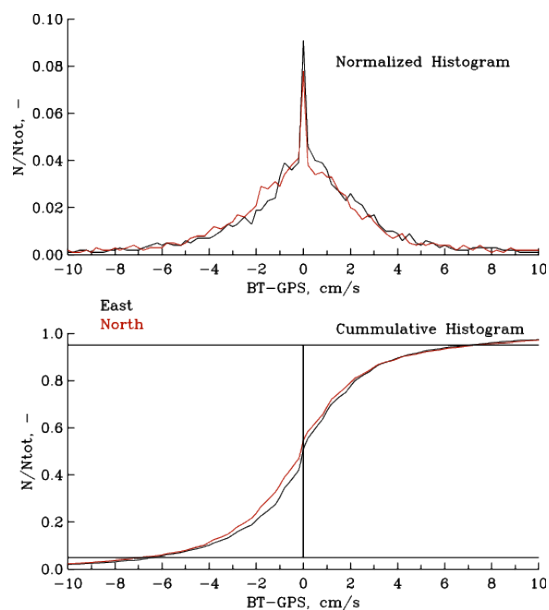 0.10
0.08
0.06
0.04
0.02
0.00
N/Ntot, -
Normalized Histogram
-10 -8 -6 -4 -2 0 2 4 6 8 10
BT-GPS, cm/s
East
North
1.0
0.8
0.6
0.4
0.2
0.0
N/Ntot, -
Cummulative Histogram
-10 -8 -6 -4 -2 0 2 4 6 8 10
BT-GPS, cm/s